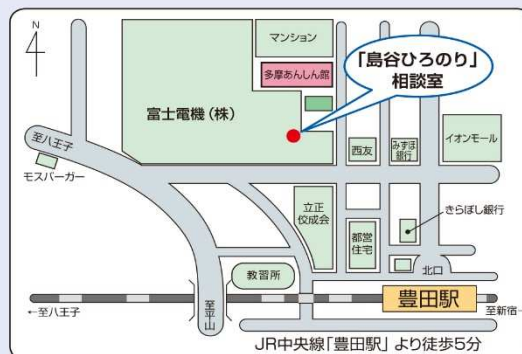 4
マンション
多摩あんしん館
「島谷ひろのり」
相談室
富士電機(株)
至八王子
モスバーガー
西友
みずほ
銀行
イオンモール
立正
佼成会
都営
住宅
きらぼし銀行
教習所
北口
至平山
豊田駅
←至八王子
至新宿→
JR中央線「豊田駅」より徒歩5分